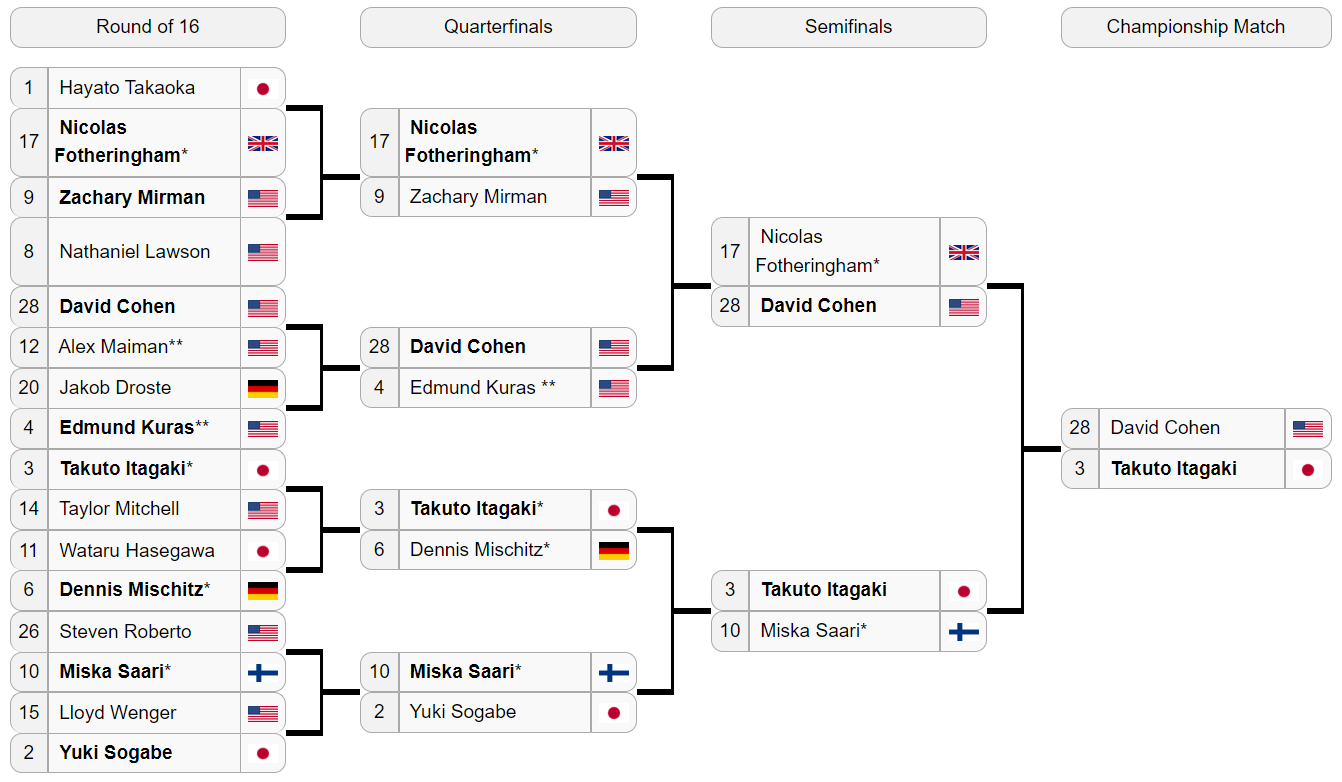 Round of 16
Quarterfinals
Semifinals
Championship Match
1 Hayato Takaoka
17 Nicolas
Fotheringham*
9 Zachary Mirman
8 Nathaniel Lawson
28 David Cohen
12 Alex Maiman**
20 Jakob Droste
4 Edmund Kuras**
3 Takuto Itagaki*
14 Taylor Mitchell
11 Wataru Hasegawa
6 Dennis Mischitz*
26 Steven Roberto
10 Miska Saari*
15 Lloyd Wenger
2 Yuki Sogabe
17 Nicolas
Fotheringham*
9 Zachary Mirman
28 David Cohen
4 Edmund Kuras **
3 Takuto Itagaki*
6 Dennis Mischitz*
10 Miska Saari*
2 Yuki Sogabe
17 Nicolas
Fotheringham*
28 David Cohen
3 Takuto Itagaki
10 Miska Saari*
28 David Cohen
3 Takuto Itagaki